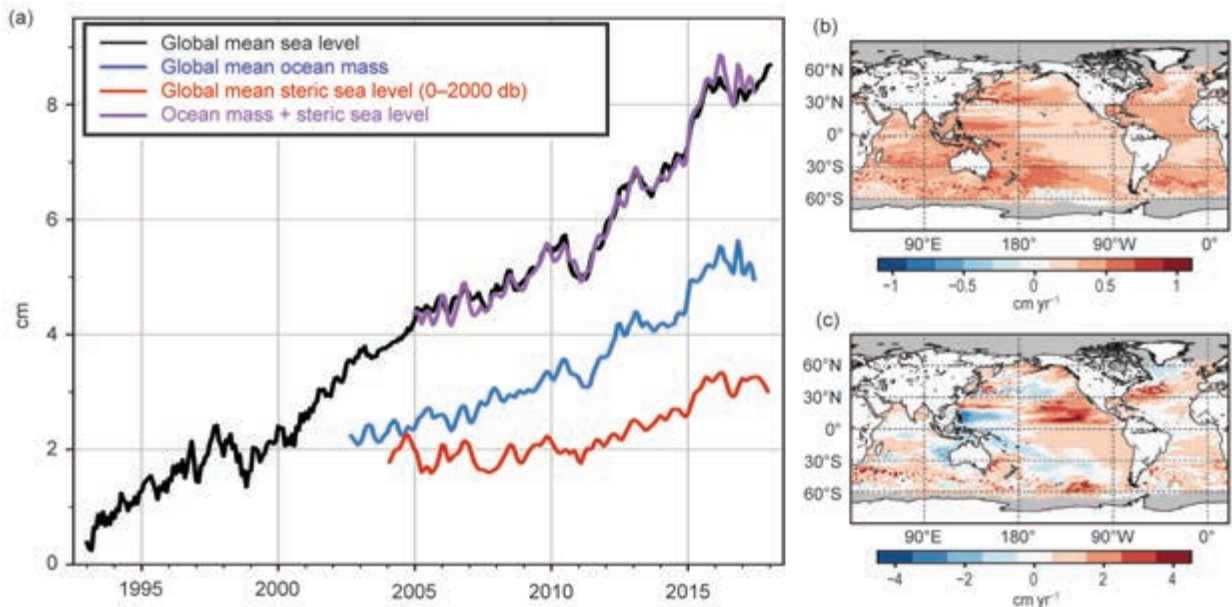 (a)
Global mean sea level
Global mean ocean mass
Global mean steric sea level (0–2000 db)
Ocean mass + steric sea level
cm
8
6
4
2
0
1995 2000 2005 2010 2015
(b)
60°N
30°N
0°
30°S
60°S
90°E 180° 90°W 0°
−1 −0.5 0 0.5 1
cm yr⁻¹
(c)
60°N
30°N
0°
30°S
60°S
90°E 180° 90°W 0°
−4 −2 0 2 4
cm yr⁻¹